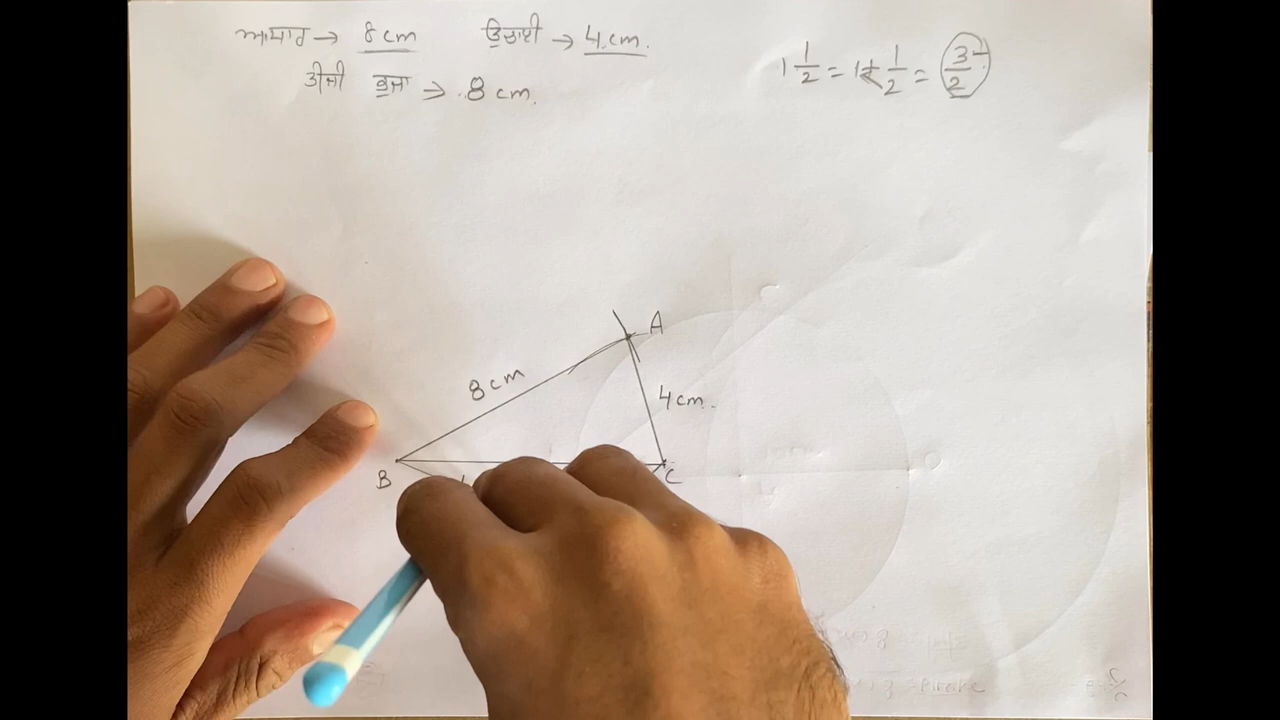 ਆਧਾਰ → 8 cm ਉਚਾਈ → 4 cm.
ਤੀਜੀ ਭੁਜਾ → 8 cm.
1 1/2 = 1 + 1/2 = 3/2
A
8 cm
4 cm.
B
C